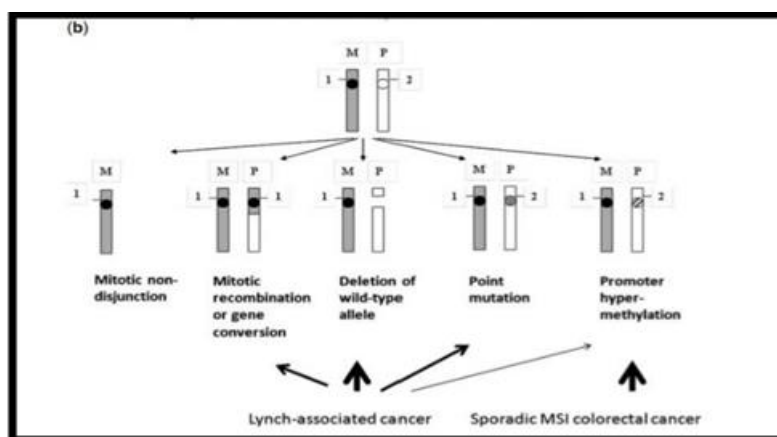 (b)
M P
1 2
M M P M P M P M P
1 1 1 1 1 2 1 2
Mitotic non-
disjunction
Mitotic
recombination
or gene
conversion
Deletion of
wild-type
allele
Point
mutation
Promoter
hyper-
methylation
Lynch-associated cancer
Sporadic MSI colorectal cancer